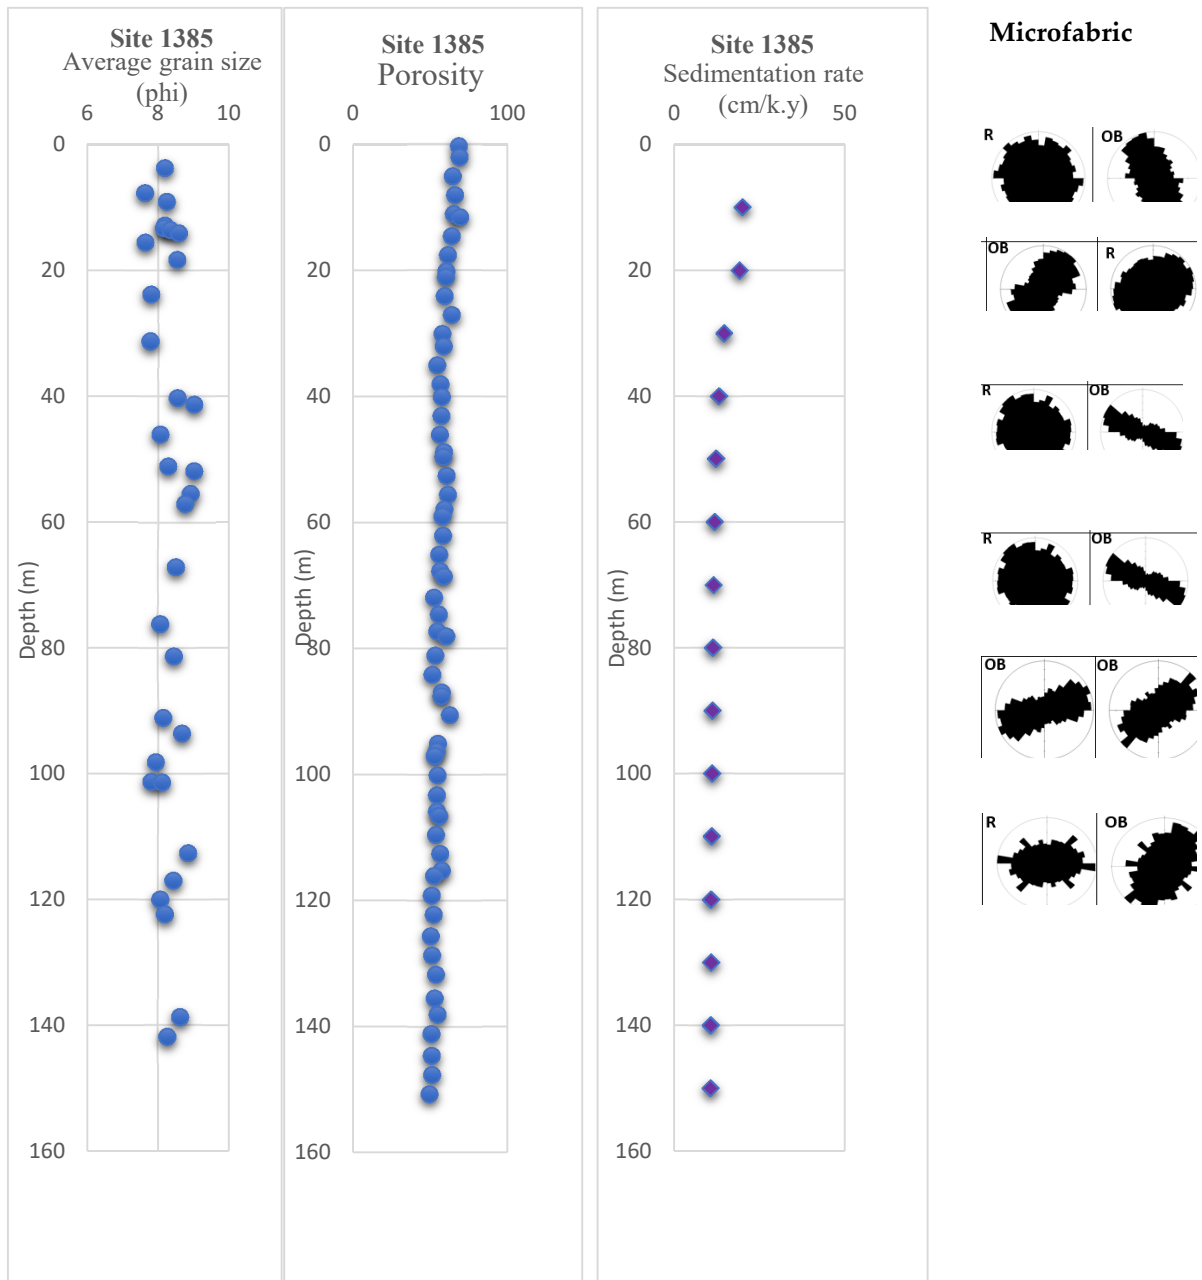 Site 1385
Average grain size
(phi)
6 8 10
0
20
40
60
80
100
120
140
160
Depth (m)
Site 1385
Porosity
0 100
0
20
40
60
80
100
120
140
160
Depth (m)
Site 1385
Sedimentation rate
(cm/k.y)
0 50
0
20
40
60
80
100
120
140
160
Depth (m)
Microfabric
R OB
OB R
R OB
R OB
OB OB
R OB